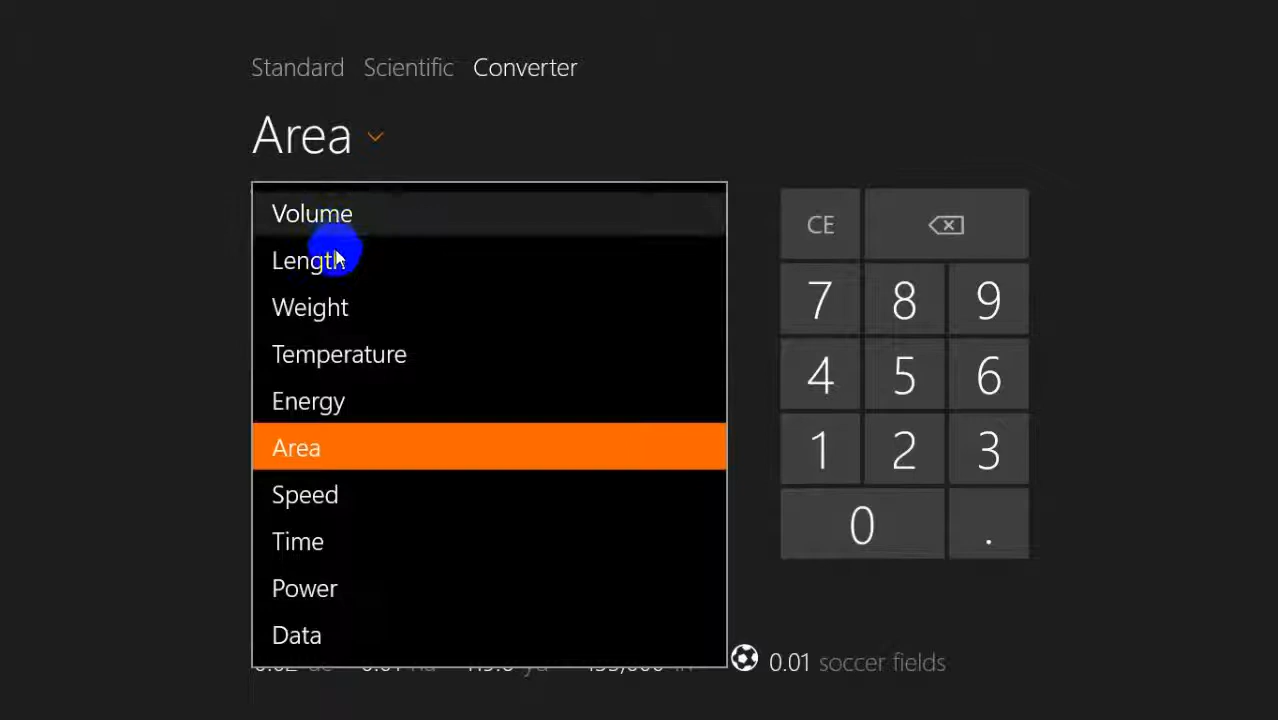 Standard Scientific Converter
Area
Volume
Length
Weight
Temperature
Energy
Area
Speed
Time
Power
Data
CE
7 8 9
4 5 6
1 2 3
0 .
0.01 soccer fields